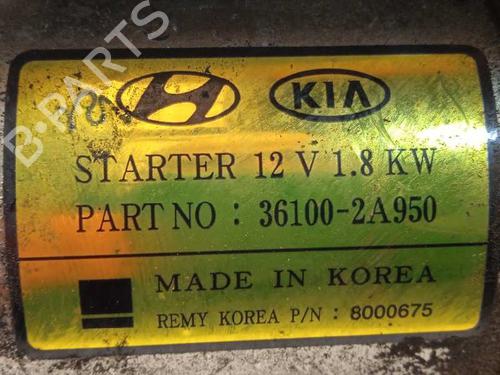 B-PARTS
KIA
STARTER 12 V 1.8 KW
PART NO : 36100-2A950
MADE IN KOREA
REMY KOREA P/N : 8000675